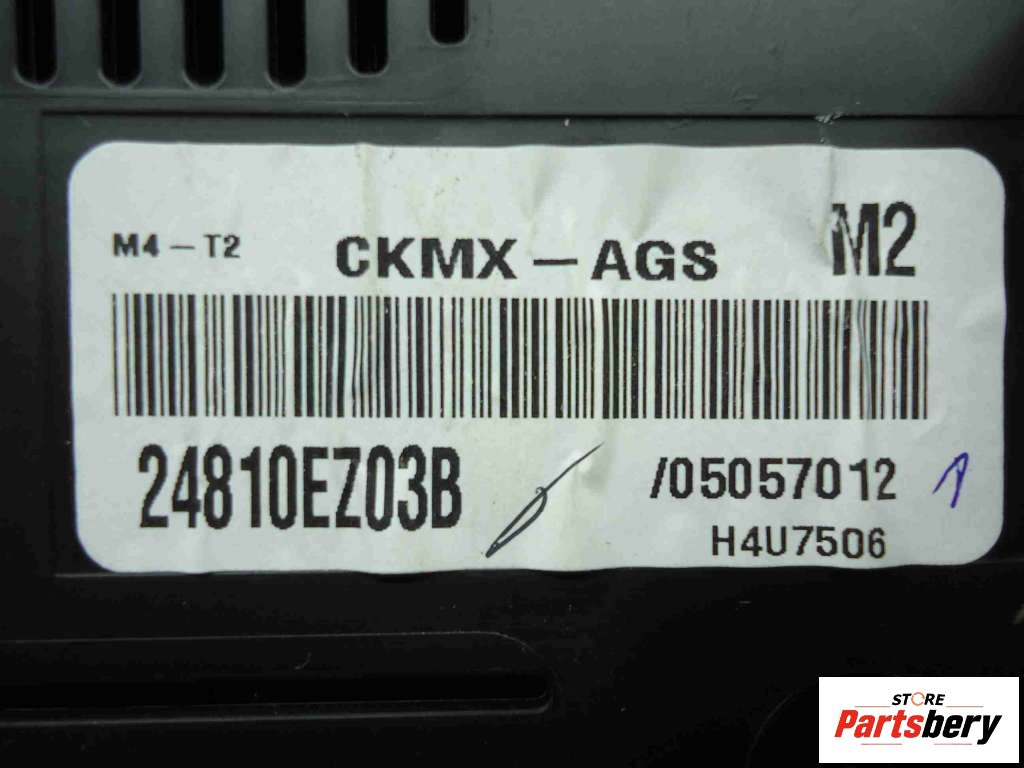 M4-T2 CKMX-AGS M2
24810EZ03B /05057012
H4U7506
STORE
Partsbery